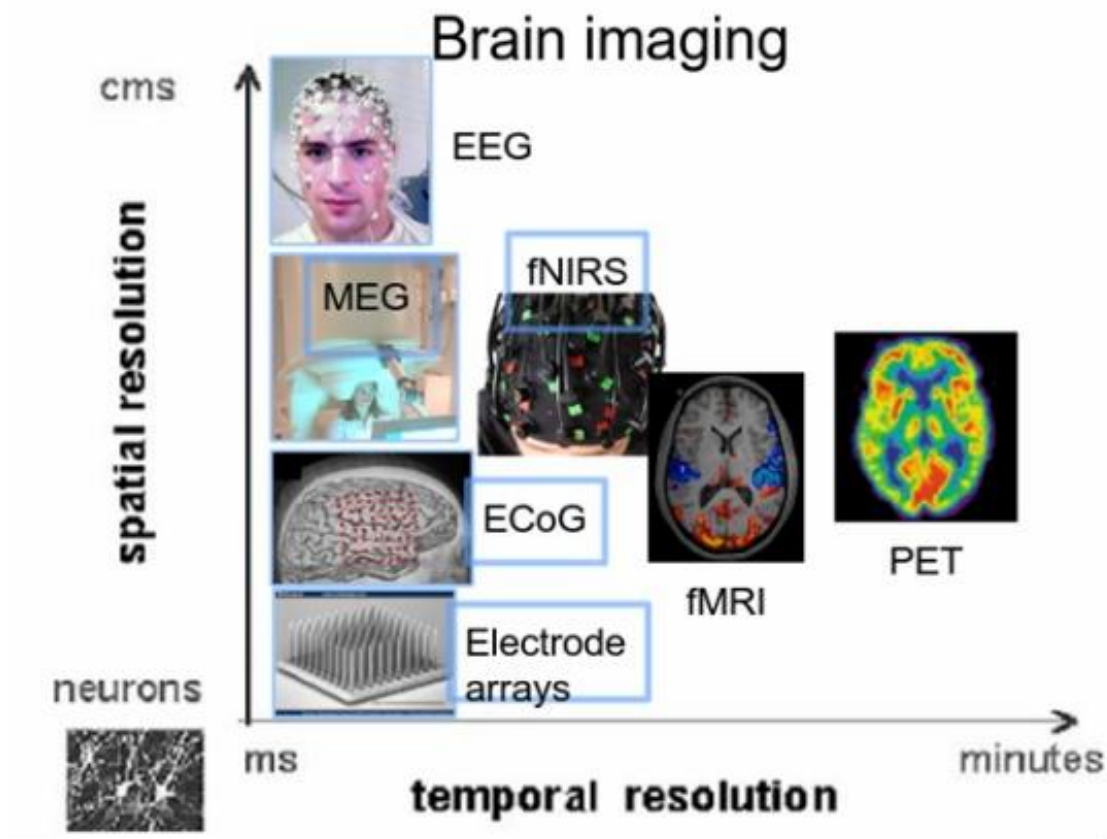 Brain imaging
cms
EEG
spatial resolution
MEG
fNIRS
ECoG
PET
fMRI
Electrode
arrays
neurons
ms
minutes
temporal resolution